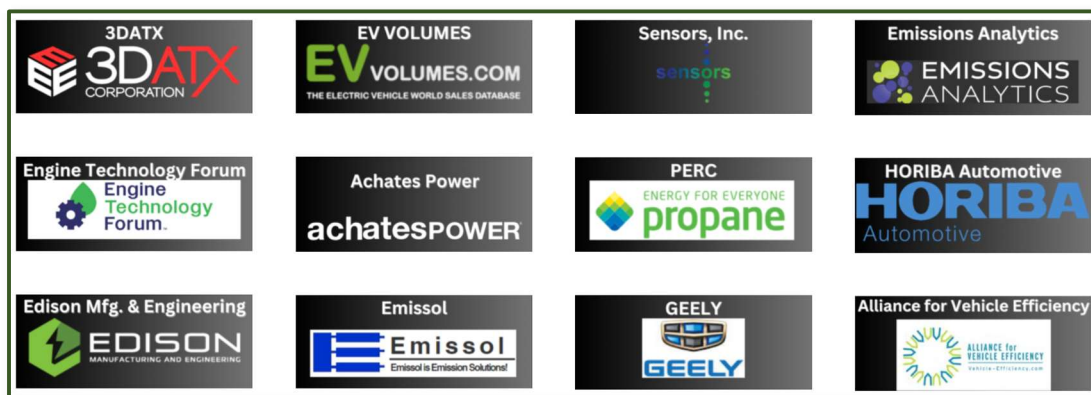 3DATX
3DATX
CORPORATION
EV VOLUMES
EV VOLUMES.COM
THE ELECTRIC VEHICLE WORLD SALES DATABASE
Sensors, Inc.
sensors
Emissions Analytics
EMISSIONS
ANALYTICS
Engine Technology Forum
Engine
Technology
Forum
Achates Power
achatesPOWER
PERC
ENERGY FOR EVERYONE
propane
HORIBA Automotive
HORIBA
Automotive
Edison Mfg. & Engineering
EDISON
MANUFACTURING AND ENGINEERING
Emissol
Emissol
Emissol is Emission Solutions!
GEELY
GEELY
Alliance for Vehicle Efficiency
ALLIANCE for
VEHICLE EFFICIENCY
Vehicle-Efficiency.com